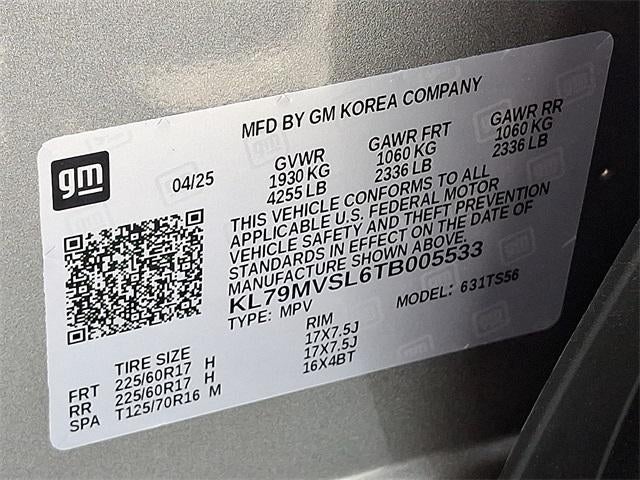 MFD BY GM KOREA COMPANY
gm
04/25
GVWR GAWR FRT GAWR RR
1930 KG 1060 KG 1060 KG
4255 LB 2336 LB 2336 LB
THIS VEHICLE CONFORMS TO ALL
APPLICABLE U.S. FEDERAL MOTOR
VEHICLE SAFETY AND THEFT PREVENTION
STANDARDS IN EFFECT ON THE DATE OF
MANUFACTURE SHOWN ABOVE.
KL79MVSL6TB005533
TYPE: MPV MODEL: 631TS56
TIRE SIZE RIM
FRT 225/60R17 H 17X7.5J
RR 225/60R17 H 17X7.5J
SPA T125/70R16 M 16X4BT